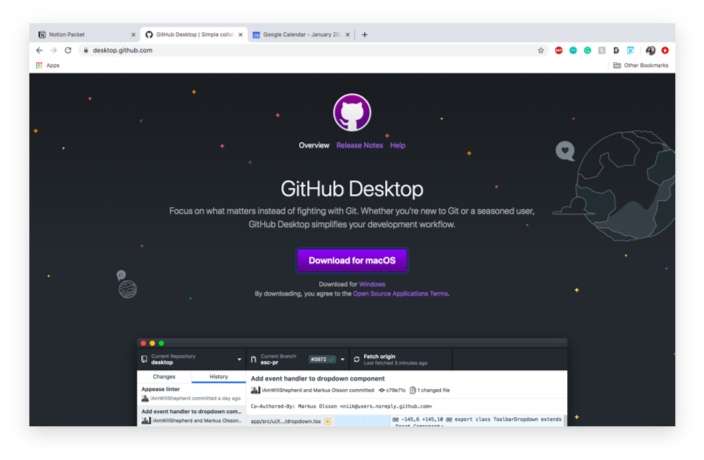 Notion Packet
GitHub Desktop | Simple collab
Google Calendar - January 202
desktop.github.com
Apps
Other Bookmarks
Overview Release Notes Help
GitHub Desktop
Focus on what matters instead of fighting with Git. Whether you're new to Git or a seasoned user,
GitHub Desktop simplifies your development workflow.
Download for macOS
Download for Windows
By downloading, you agree to the Open Source Applications Terms.
Current Repository
desktop
Current Branch
esc-pr
#3972
Fetch origin
Last fetched 3 minutes ago
Changes History
Add event handler to dropdown component
iAmWillShepherd and Markus Olsson committed c79e71c 1 changed file
Appease linter
iAmWillShepherd committed a day ago
Co-Authored-By: Markus Olsson <niik@users.noreply.github.com>
Add event handler to dropdown com...
iAmWillShepherd and Markus Olsson...
app/src/ui/t.../dropdown.tsx
@@ -145,6 +145,10 @@ export class ToolbarDropdown extends